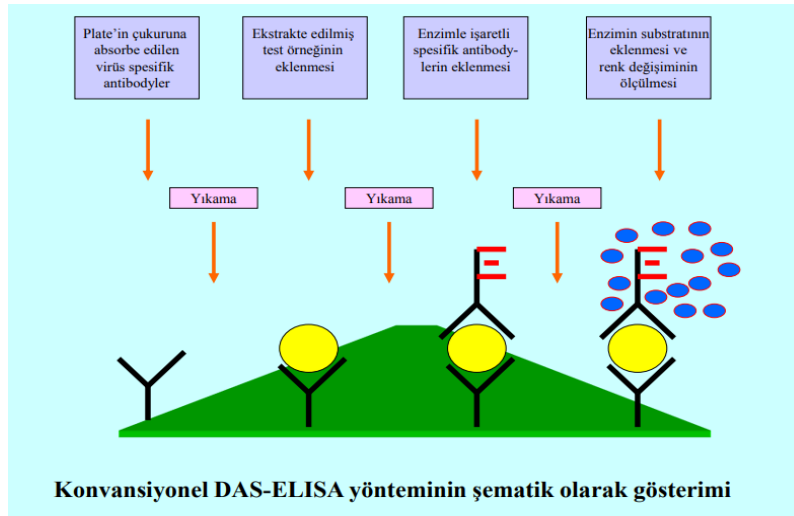 Plate’in çukuruna
absorbe edilen
virüs spesifik
antibodyler
Ekstrakte edilmiş
test örneğinin
eklenmesi
Enzimle işaretli
spesifik antibody-
lerin eklenmesi
Enzimin substratının
eklenmesi ve
renk değişiminin
ölçülmesi
Yıkama
Yıkama
Yıkama
E
E
Konvansiyonel DAS-ELISA yönteminin şematik olarak gösterimi